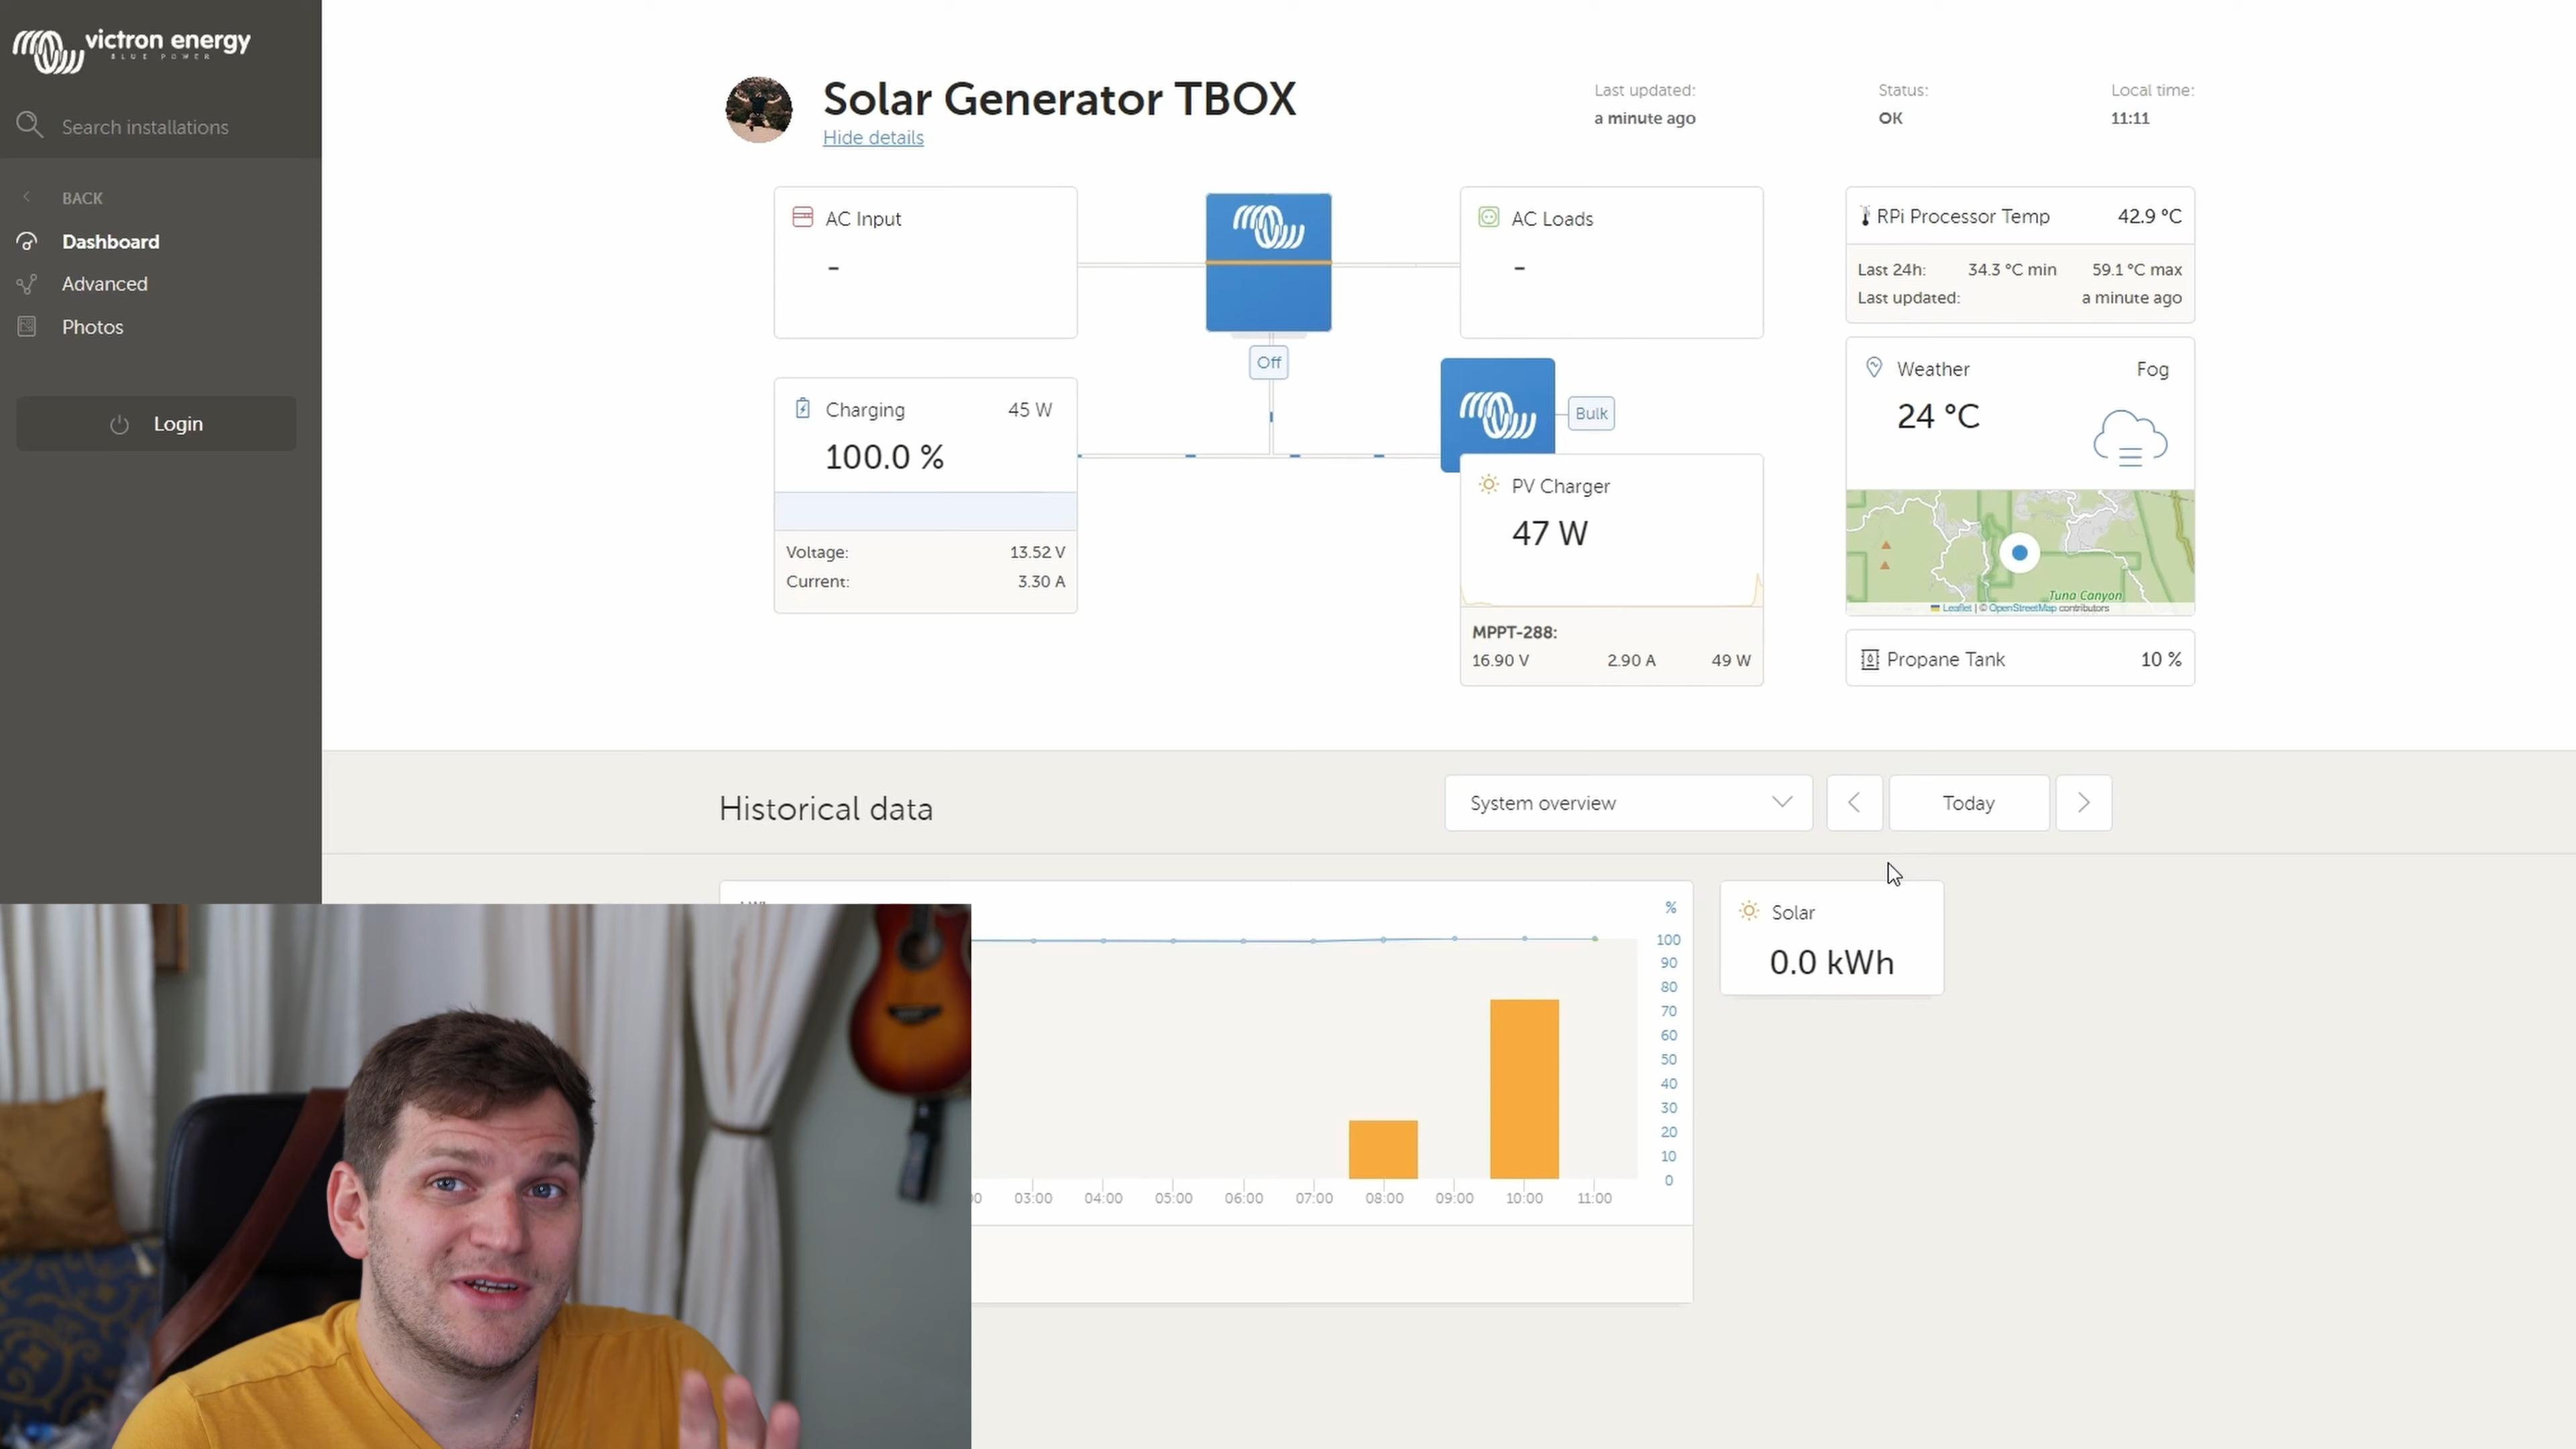 victron energy
BLUE POWER
Search installations
BACK
Dashboard
Advanced
Photos
Login
Solar Generator TBOX
Hide details
Last updated:
a minute ago
Status:
OK
Local time:
11:11
AC Input
-
Off
AC Loads
-
Charging 45 W
100.0 %
Voltage: 13.52 V
Current: 3.30 A
Bulk
PV Charger
47 W
MPPT-288:
16.90 V 2.90 A 49 W
RPi Processor Temp 42.9 °C
Last 24h: 34.3 °C min 59.1 °C max
Last updated: a minute ago
Weather Fog
24 °C
Tuna Canyon
Leaflet | © OpenStreetMap contributors
Propane Tank 10 %
Historical data
System overview
Today
%
100
90
80
70
60
50
40
30
20
10
0
03:00 04:00 05:00 06:00 07:00 08:00 09:00 10:00 11:00
Solar
0.0 kWh